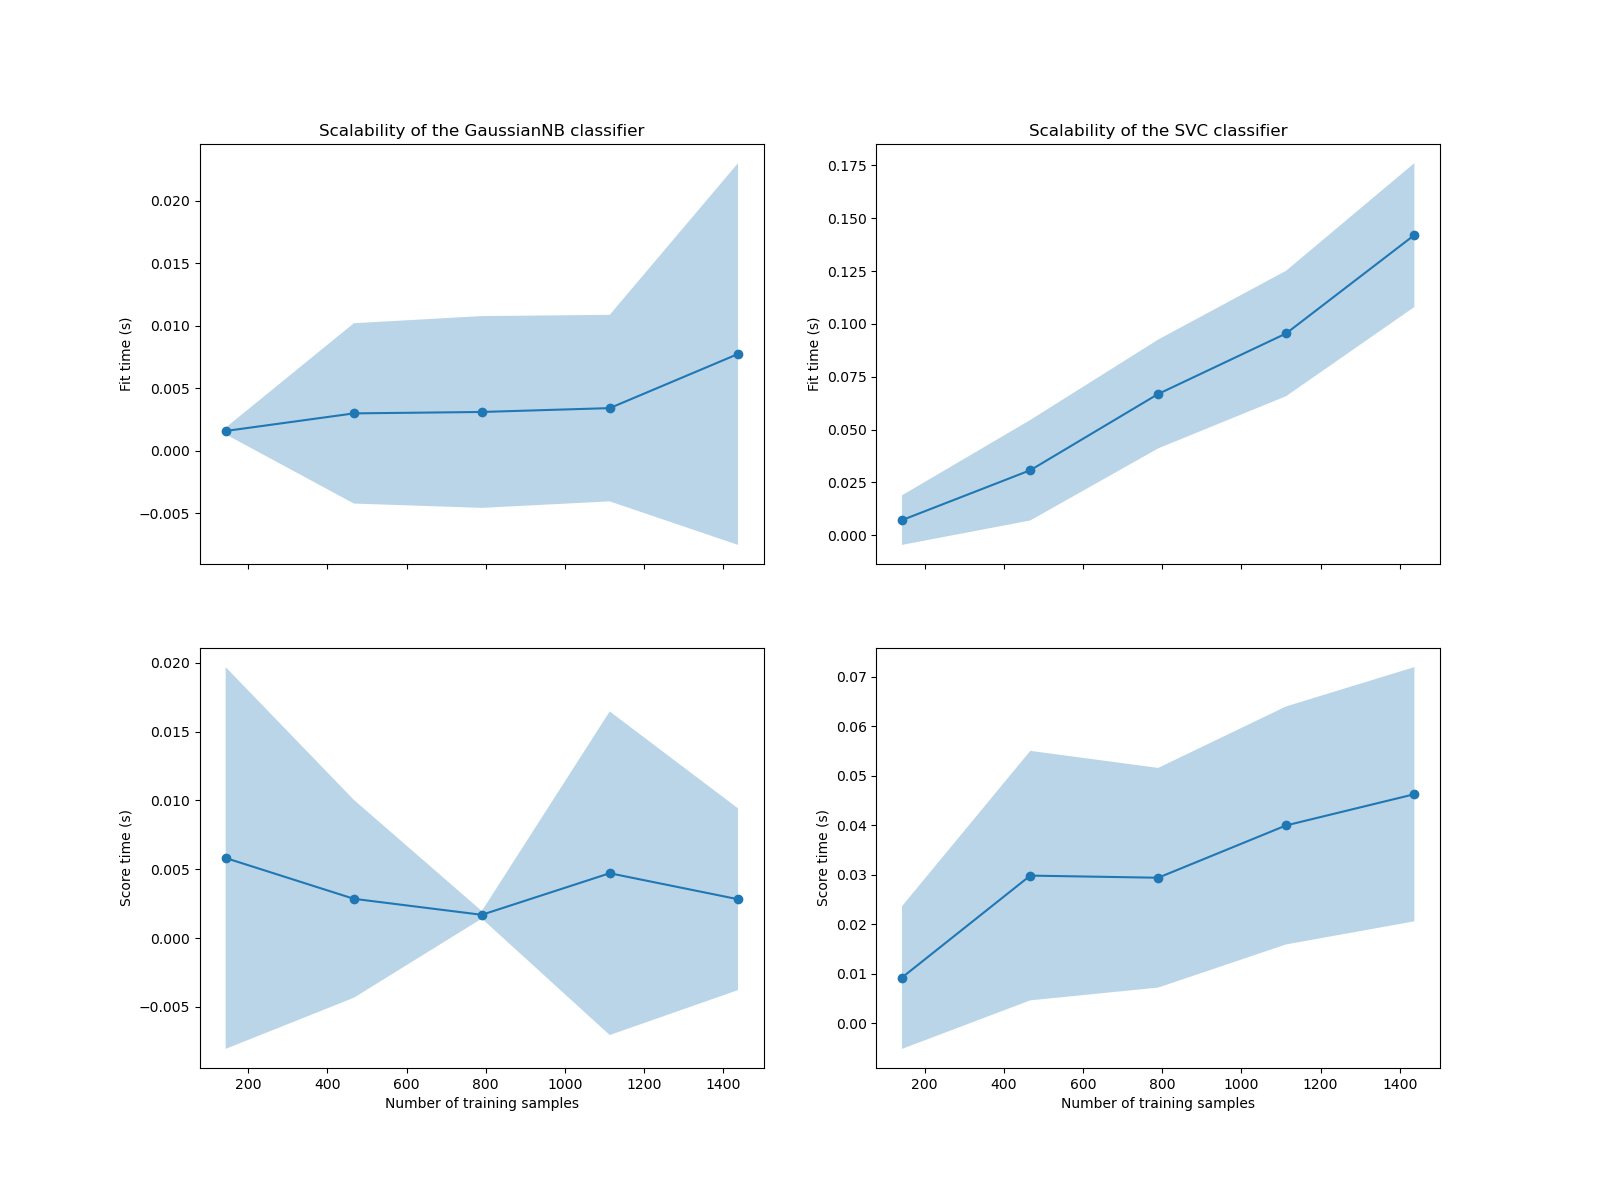 Scalability of the GaussianNB classifier
0.020
0.015
0.010
0.005
0.000
−0.005
Fit time (s)
Scalability of the SVC classifier
0.175
0.150
0.125
0.100
0.075
0.050
0.025
0.000
Fit time (s)
0.020
0.015
0.010
0.005
0.000
−0.005
Score time (s)
200 400 600 800 1000 1200 1400
Number of training samples
0.07
0.06
0.05
0.04
0.03
0.02
0.01
0.00
Score time (s)
200 400 600 800 1000 1200 1400
Number of training samples